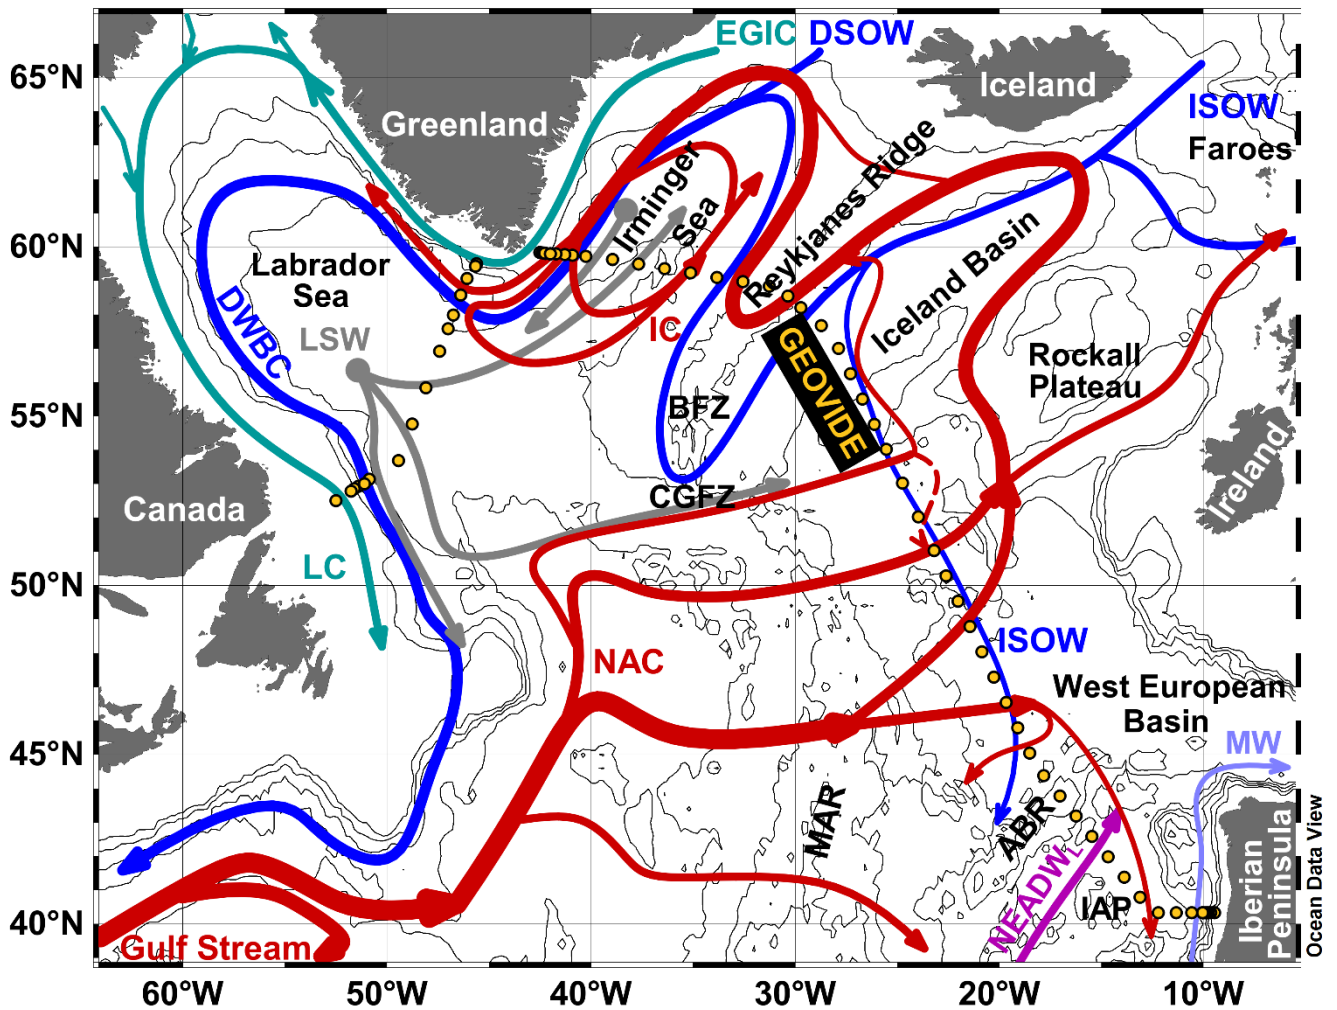 EGIC DSOW
65°N
Iceland
ISOW
Greenland
Faroes
Reykjanes Ridge
Irminger
Sea
60°N
Labrador
Sea
Iceland Basin
DWBC
LSW
IC
GEOVIDE
Rockall
Plateau
55°N
BFZ
Ireland
CGFZ
Canada
LC
50°N
NAC
ISOW
West European
Basin
45°N
MW
MAR
ABR
NEADWL
IAP
Iberian
Peninsula
40°N
Gulf Stream
Ocean Data View
60°W
50°W
40°W
30°W
20°W
10°W